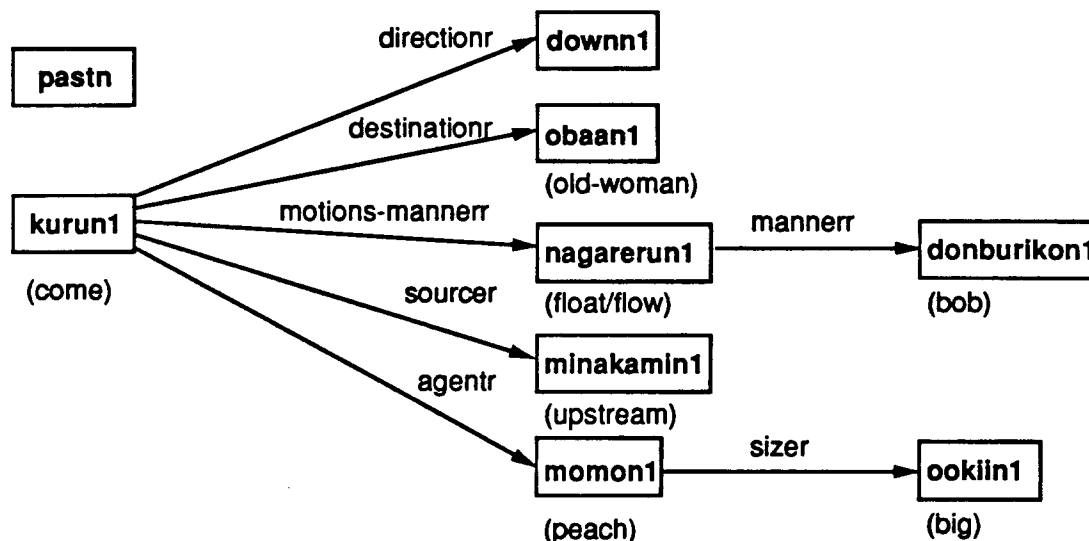 directionr
downn1
pastn
destinationr
obaan1
(old-woman)
kurun1
motions-mannerr
nagarerun1
mannerr
donburikon1
(come)
(float/flow)
(bob)
sourcer
minakamin1
(upstream)
agentr
momon1
sizer
ookiin1
(peach)
(big)